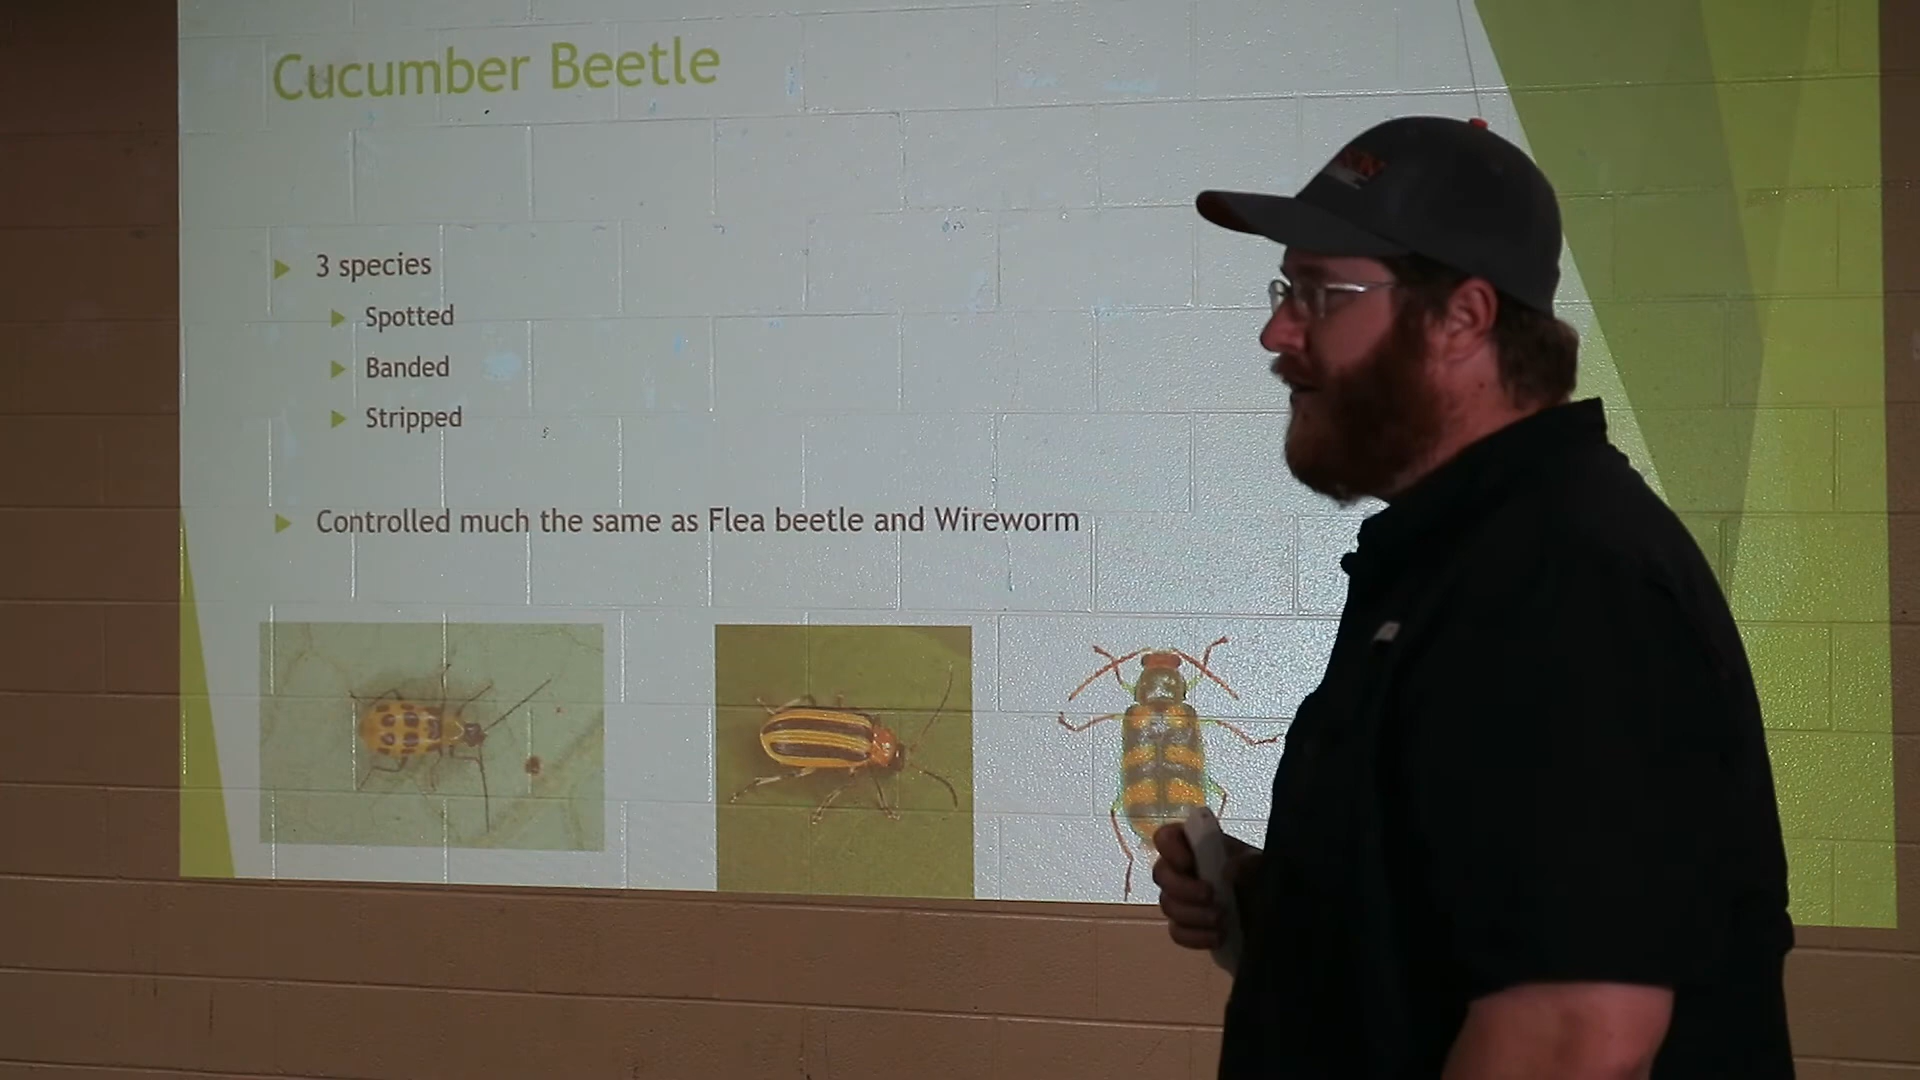 Cucumber Beetle
3 species
Spotted
Banded
Stripped
Controlled much the same as Flea beetle and Wireworm